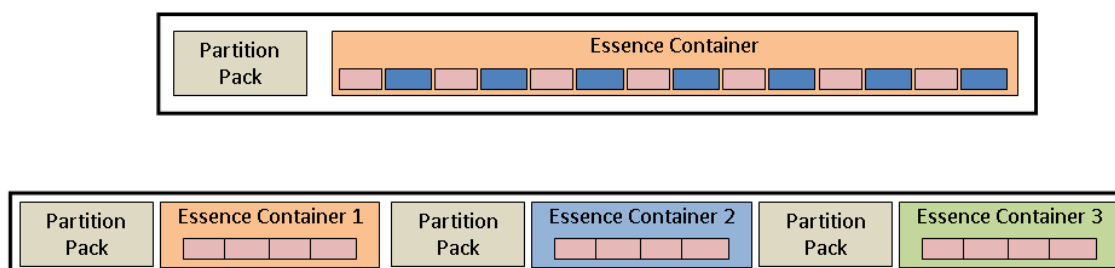 Partition
Pack
Essence Container
Partition
Pack
Essence Container 1
Partition
Pack
Essence Container 2
Partition
Pack
Essence Container 3